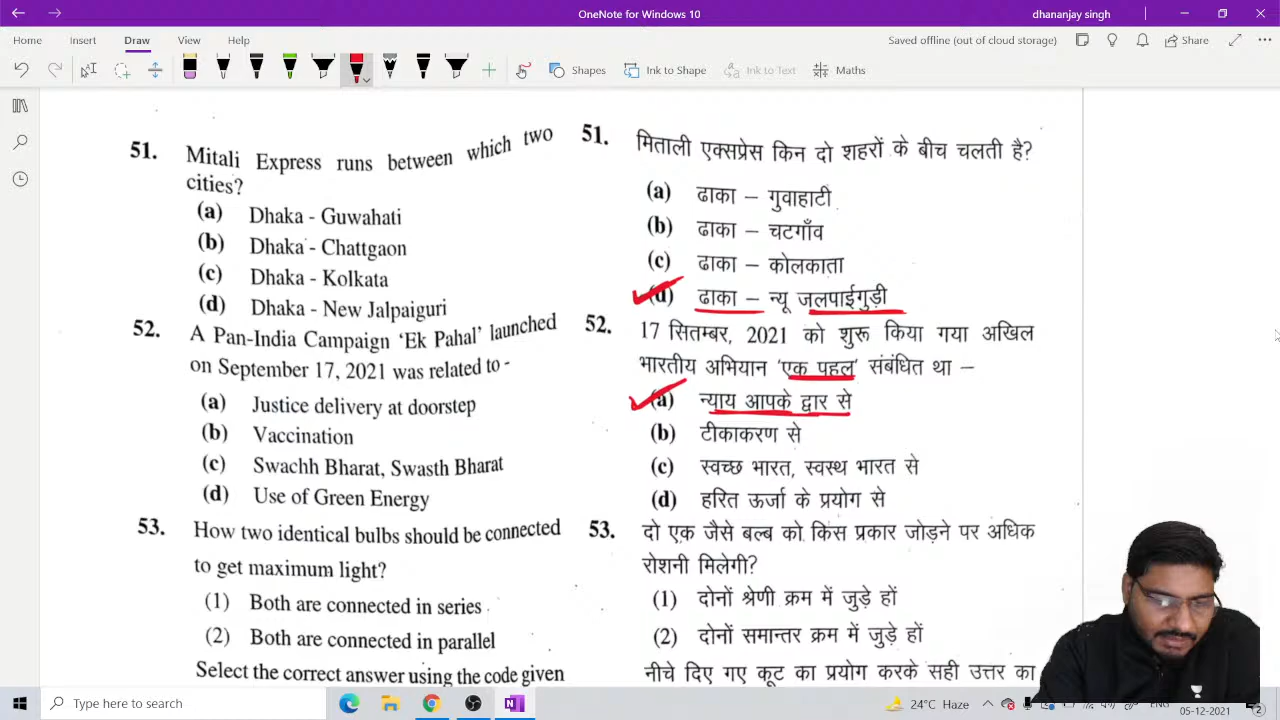 OneNote for Windows 10
dhananjay singh
Home Insert Draw View Help
Saved offline (out of cloud storage)
Share
Shapes
Ink to Shape
Ink to Text
Maths
51. Mitali Express runs between which two
cities?
(a) Dhaka - Guwahati
(b) Dhaka - Chattgaon
(c) Dhaka - Kolkata
(d) Dhaka - New Jalpaiguri
52. A Pan-India Campaign ‘Ek Pahal’ launched
on September 17, 2021 was related to -
(a) Justice delivery at doorstep
(b) Vaccination
(c) Swachh Bharat, Swasth Bharat
(d) Use of Green Energy
53. How two identical bulbs should be connected
to get maximum light?
(1) Both are connected in series
(2) Both are connected in parallel
Select the correct answer using the code given
51. मिताली एक्सप्रेस किन दो शहरों के बीच चलती है?
(a) ढाका – गुवाहाटी
(b) ढाका – चटगाँव
(c) ढाका – कोलकाता
(d) ढाका – न्यू जलपाईगुड़ी
52. 17 सितम्बर, 2021 को शुरू किया गया अखिल
भारतीय अभियान ‘एक पहल’ संबंधित था –
(a) न्याय आपके द्वार से
(b) टीकाकरण से
(c) स्वच्छ भारत, स्वस्थ भारत से
(d) हरित ऊर्जा के प्रयोग से
53. दो एक जैसे बल्ब को किस प्रकार जोड़ने पर अधिक
रोशनी मिलेगी?
(1) दोनों श्रेणी क्रम में जुड़े हों
(2) दोनों समान्तर क्रम में जुड़े हों
नीचे दिए गए कूट का प्रयोग करके सही उत्तर का
Type here to search
24°C Haze
05-12-2021